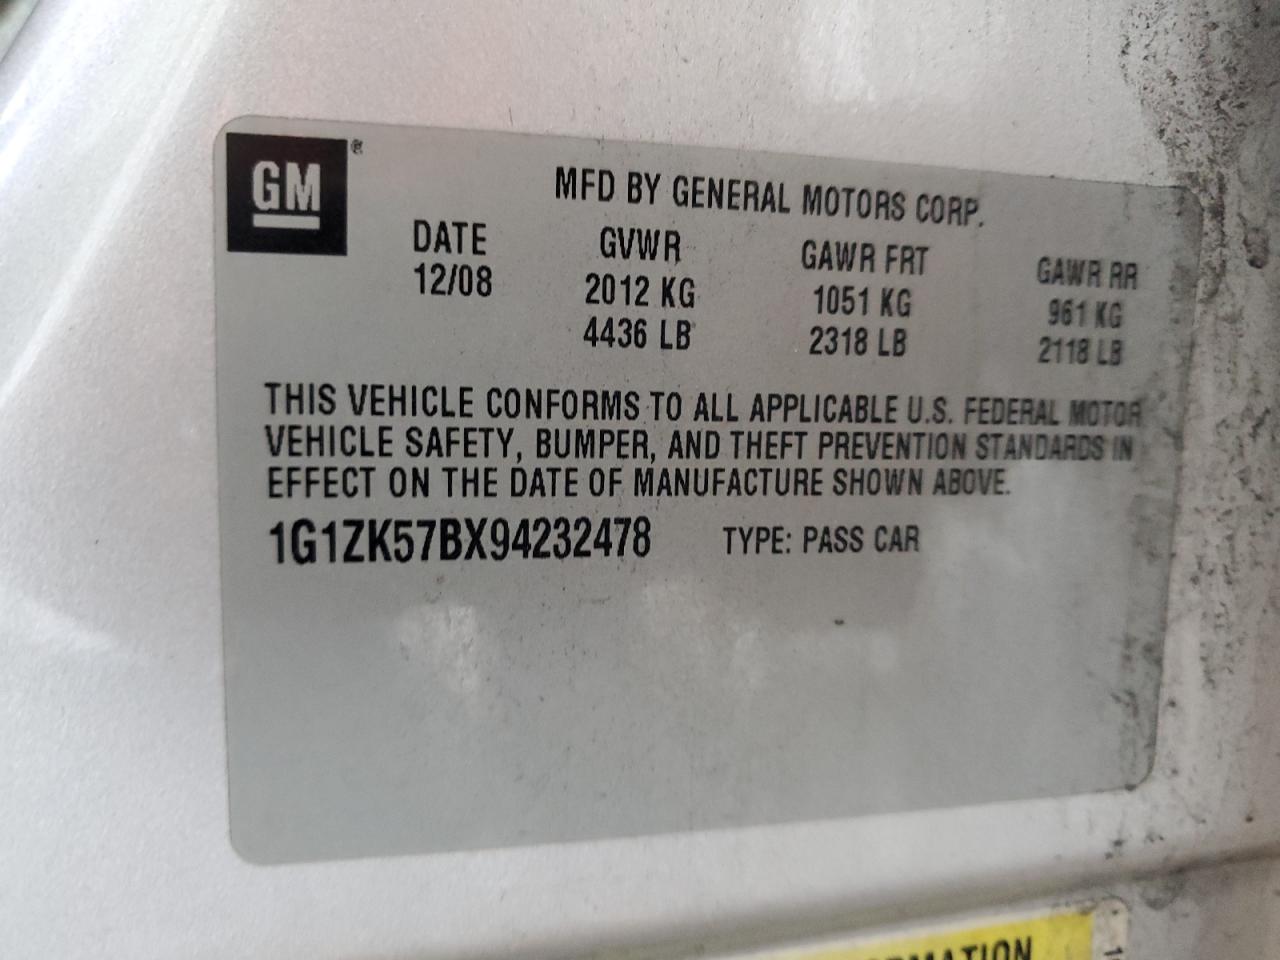 GM®
MFD BY GENERAL MOTORS CORP.
DATE GVWR GAWR FRT GAWR RR
12/08 2012 KG 1051 KG 961 KG
4436 LB 2318 LB 2118 LB
THIS VEHICLE CONFORMS TO ALL APPLICABLE U.S. FEDERAL MOTOR
VEHICLE SAFETY, BUMPER, AND THEFT PREVENTION STANDARDS IN
EFFECT ON THE DATE OF MANUFACTURE SHOWN ABOVE.
1G1ZK57BX94232478 TYPE: PASS CAR